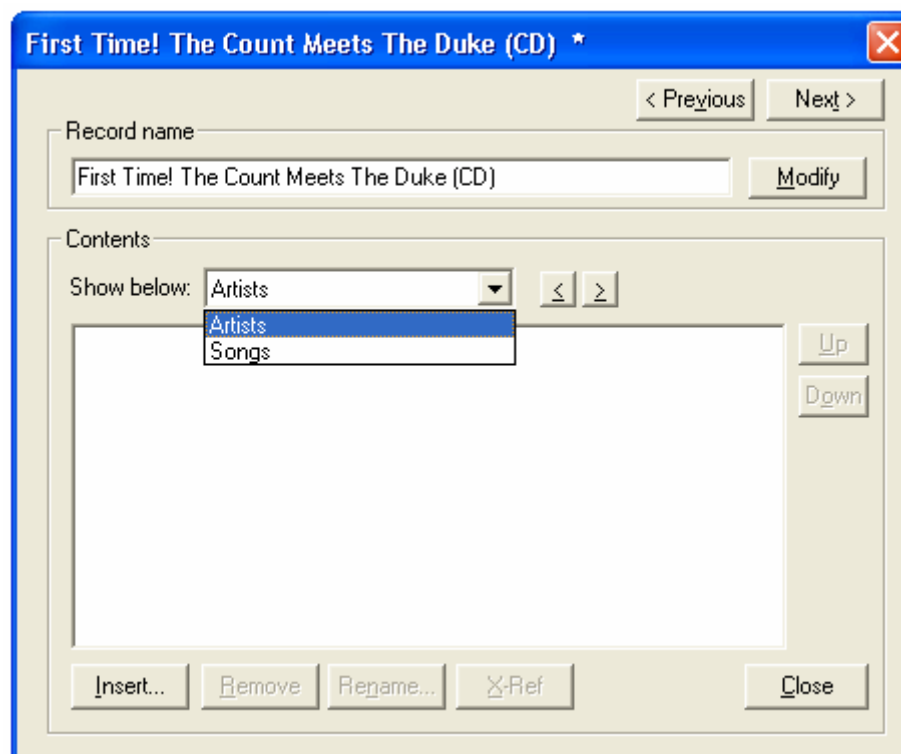 First Time! The Count Meets The Duke (CD) *
< Previous Next >
Record name
First Time! The Count Meets The Duke (CD) Modify
Contents
Show below: Artists < >
Artists
Songs
Up
Down
Insert... Remove Rename... X-Ref Close